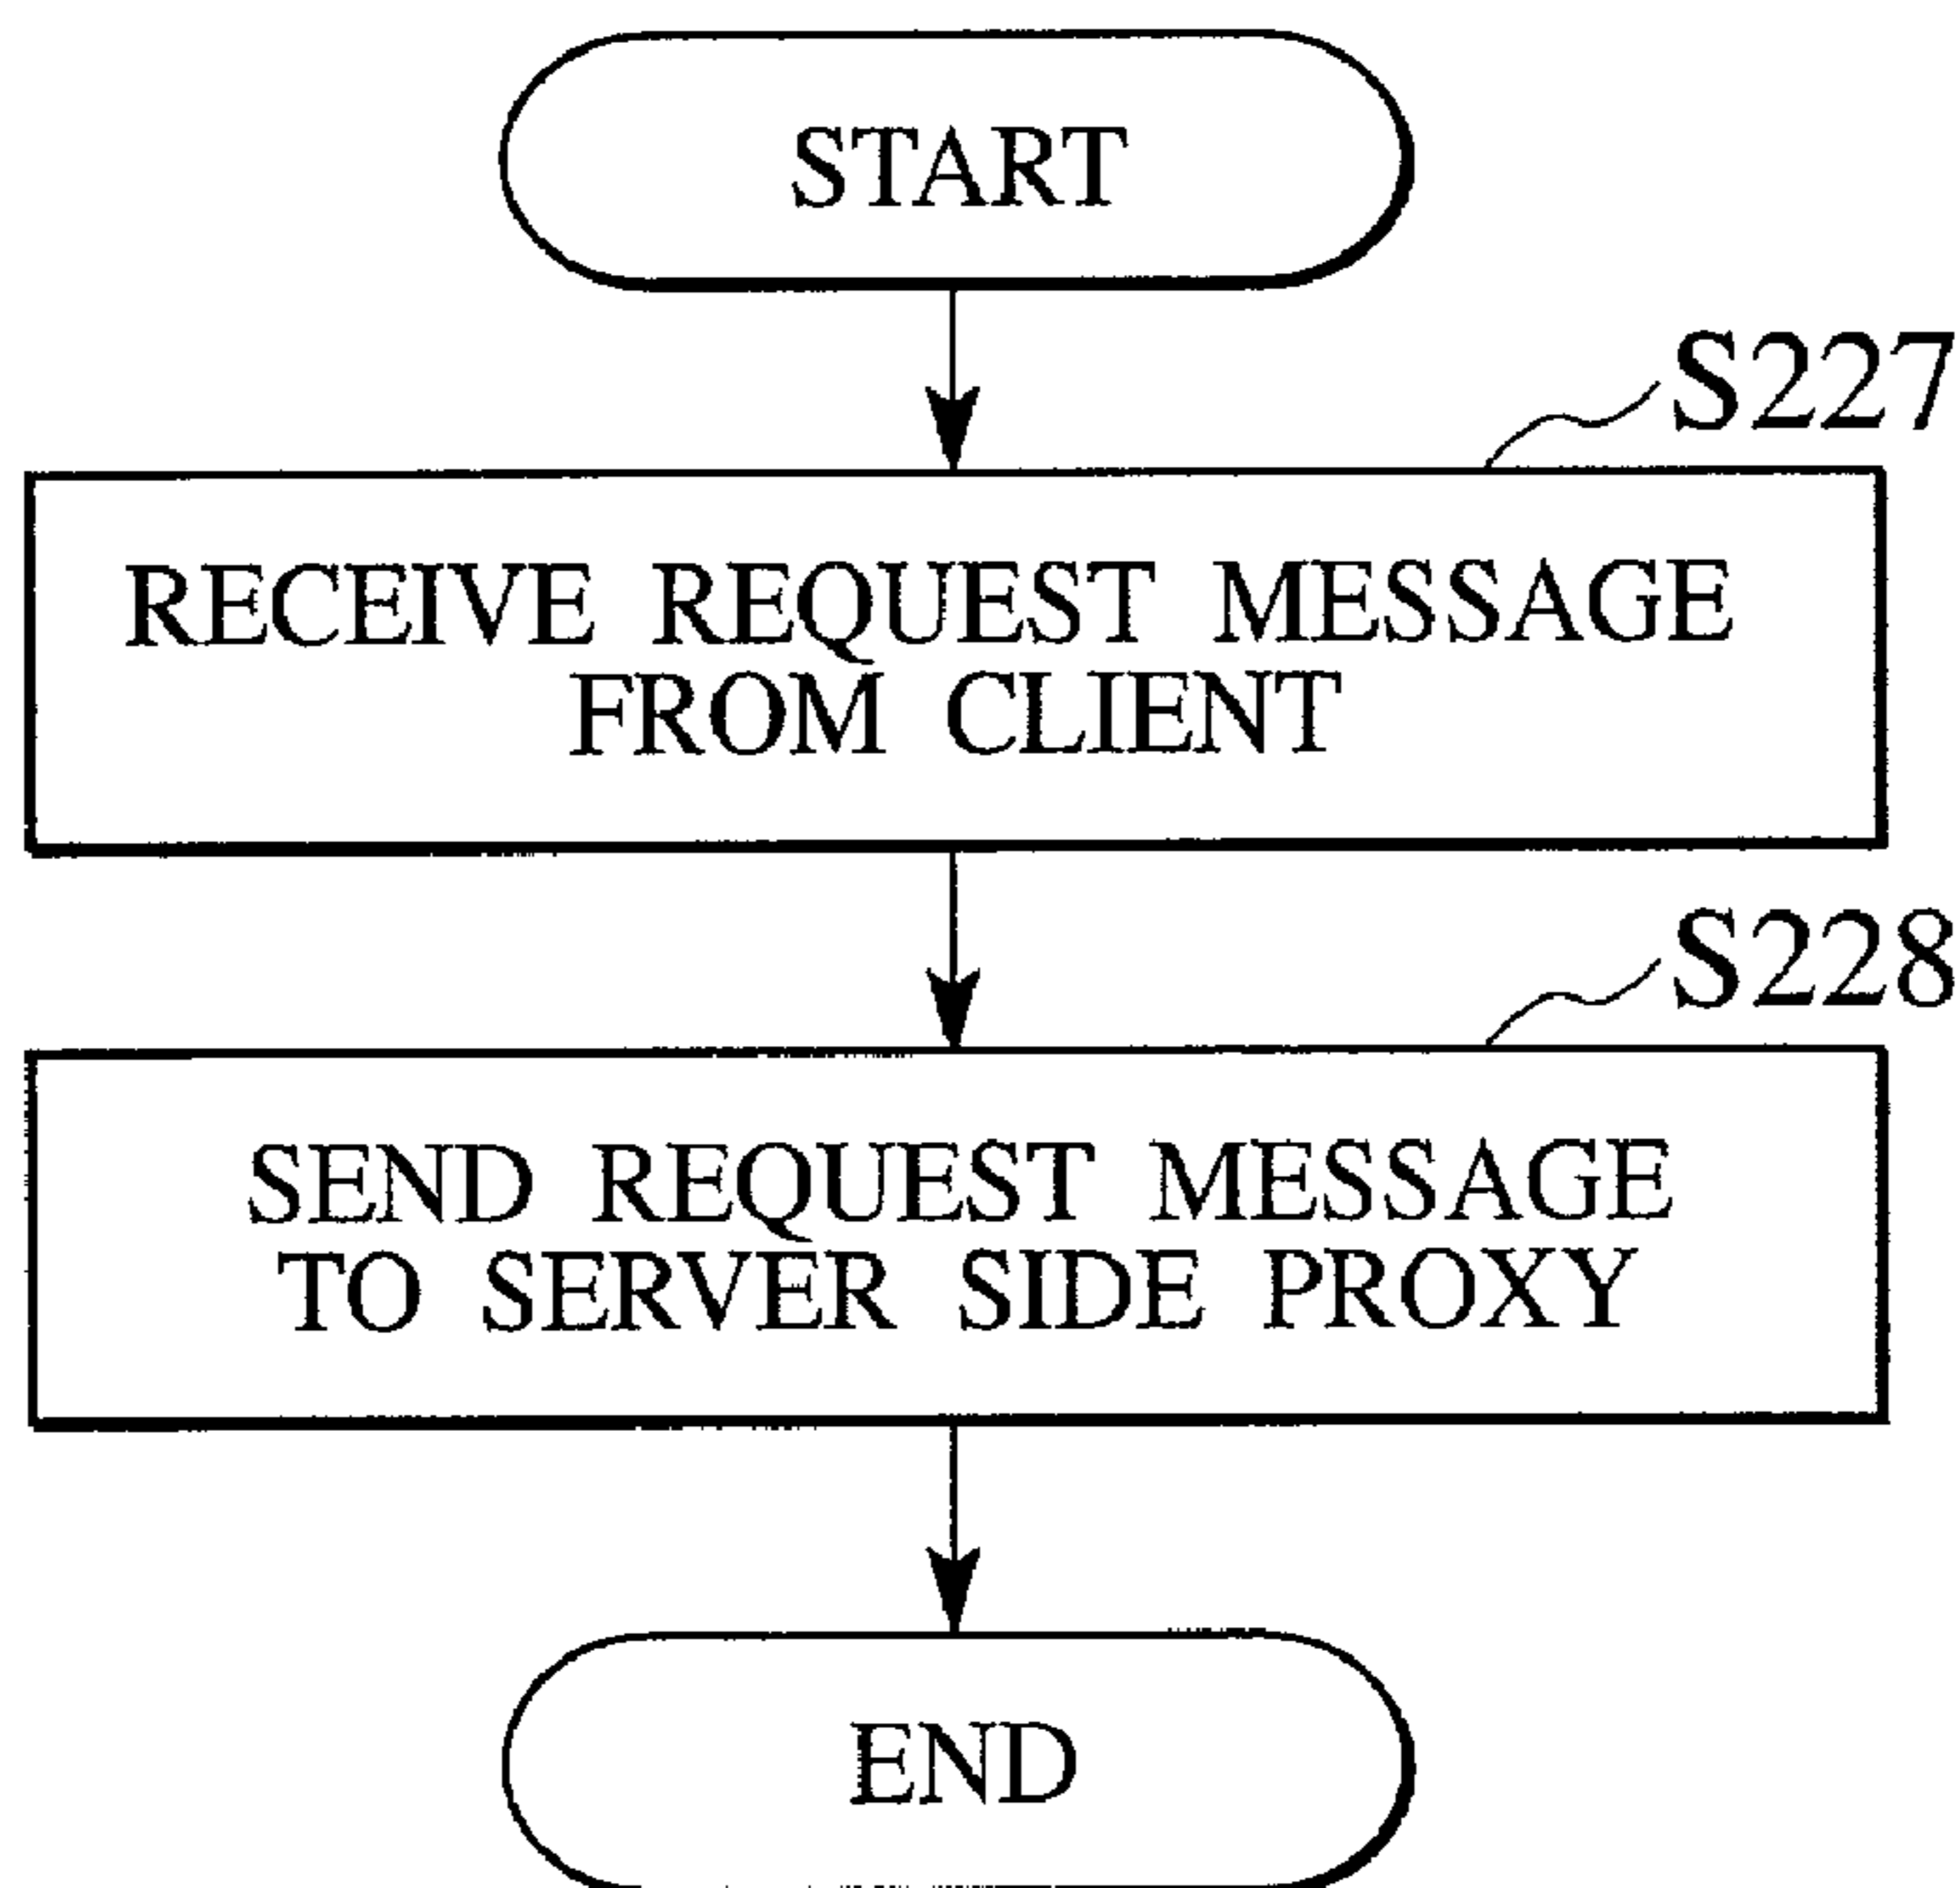 START
S227
RECEIVE REQUEST MESSAGE
FROM CLIENT
S228
SEND REQUEST MESSAGE
TO SERVER SIDE PROXY
END